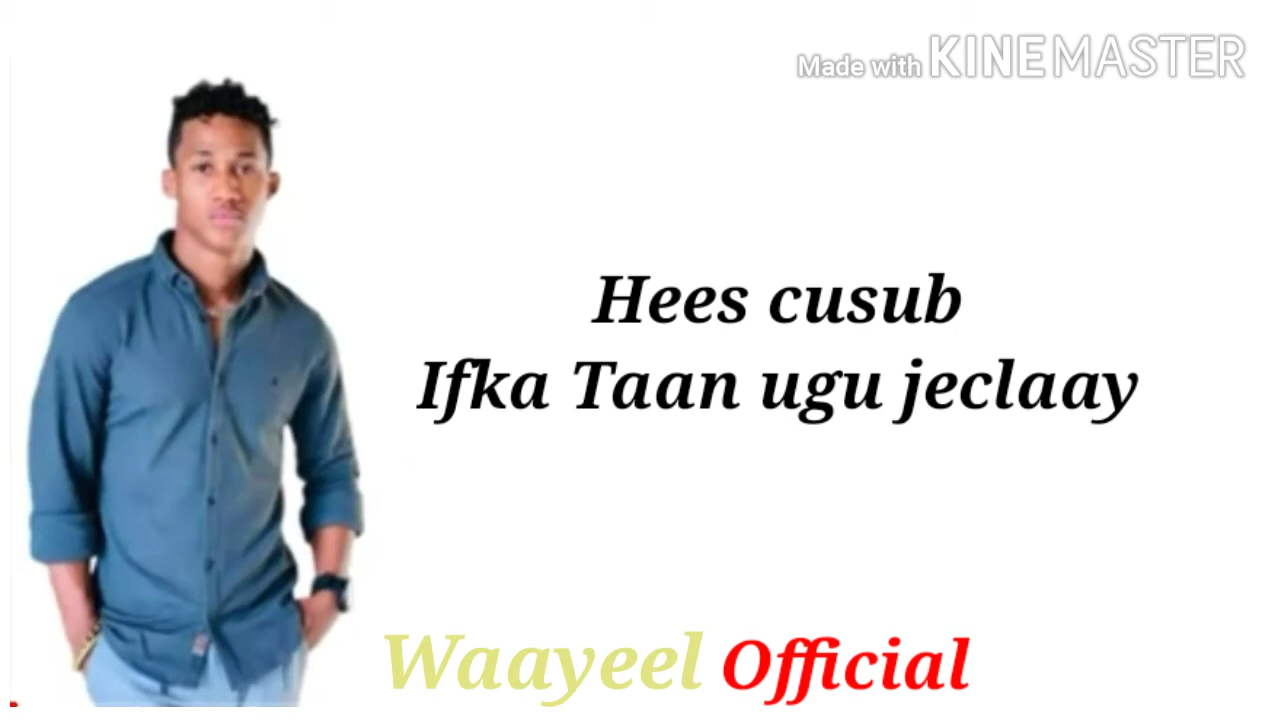 Made with KINEMASTER
Hees cusub
Ifka Taan ugu jeclaay
Waayeel Official